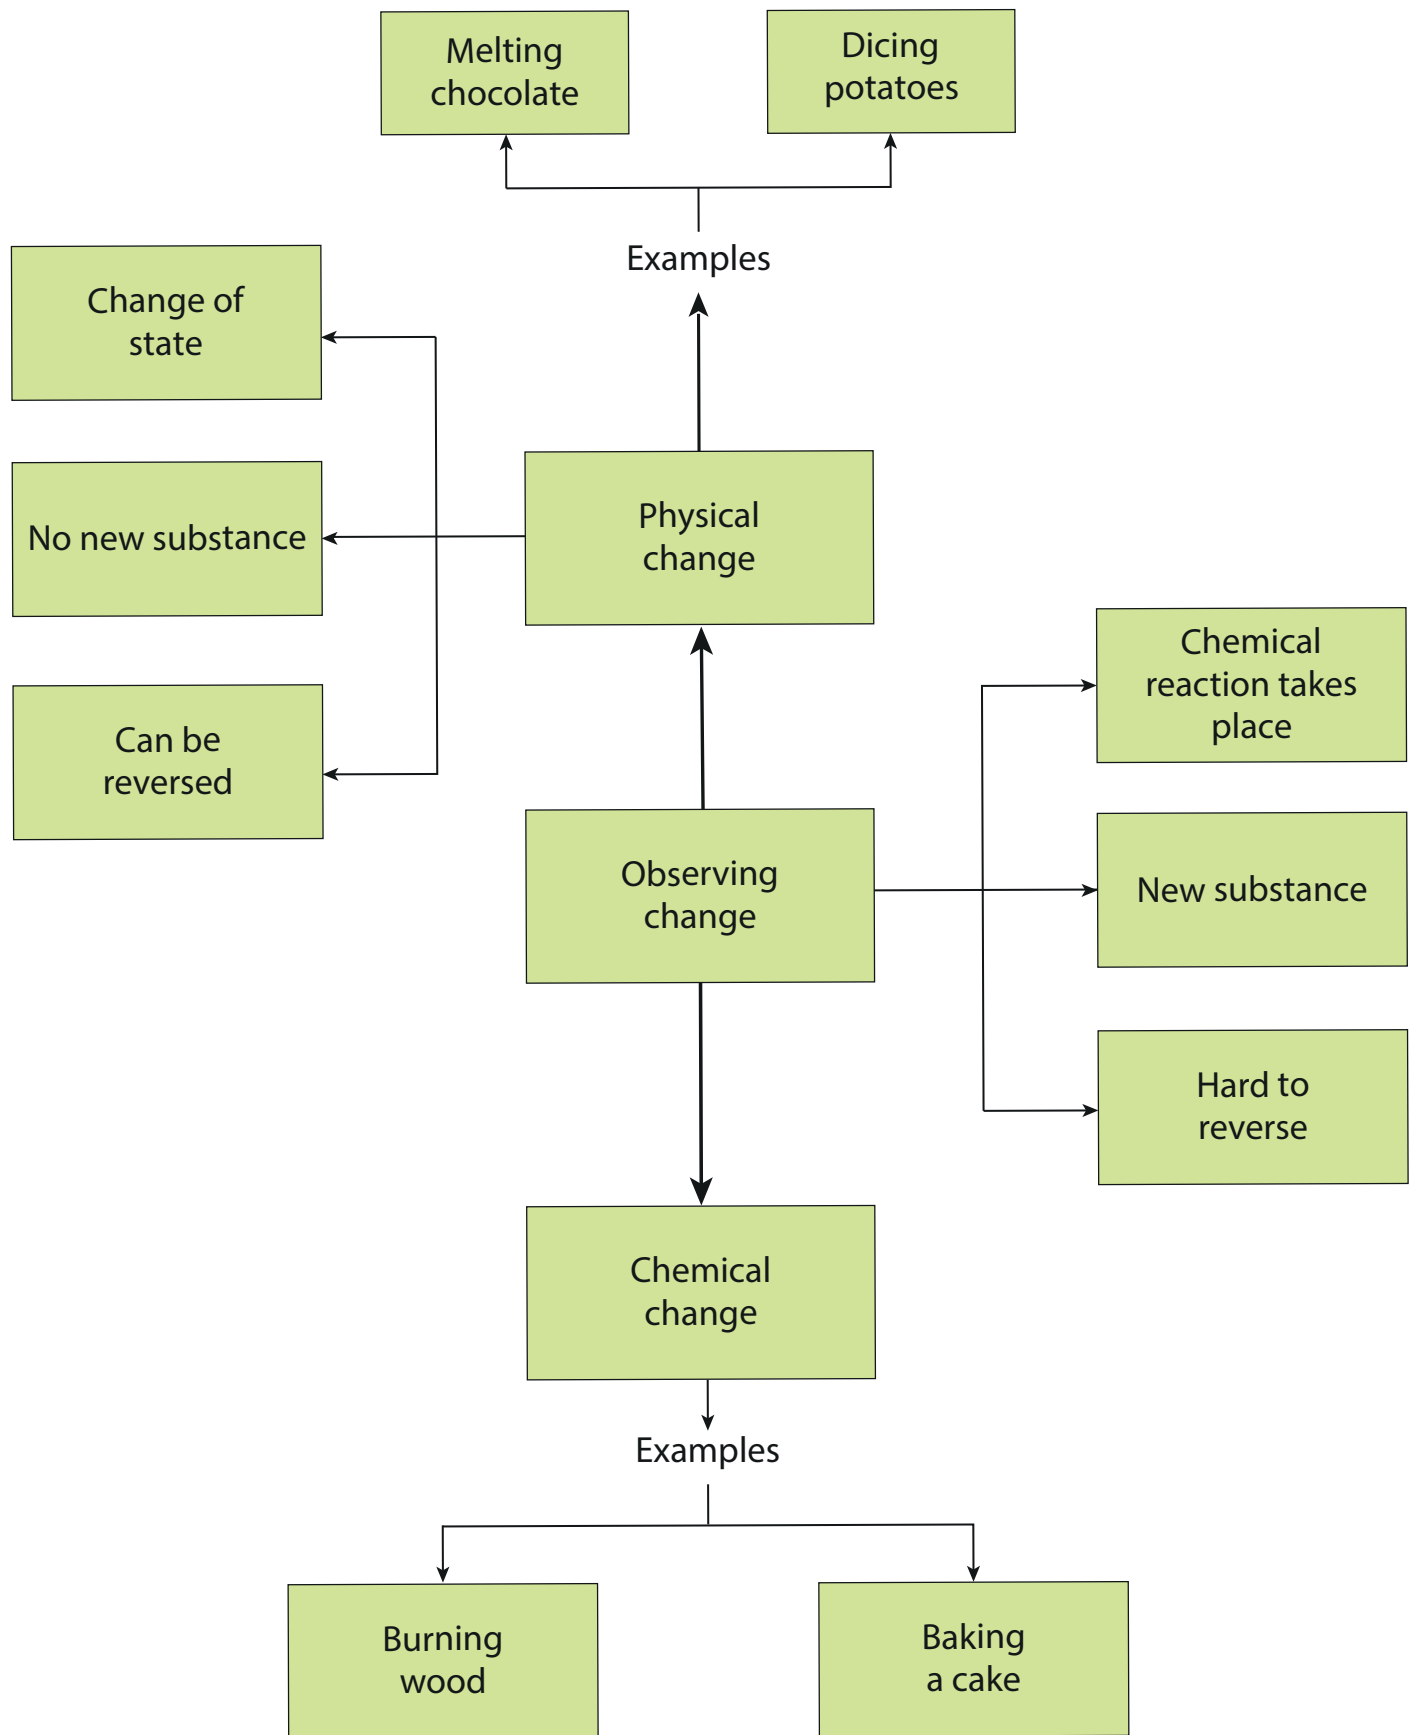 Melting
chocolate
Dicing
potatoes
Examples
Change of
state
No new substance
Can be
reversed
Physical
change
Chemical
reaction takes
place
Observing
change
New substance
Hard to
reverse
Chemical
change
Examples
Burning
wood
Baking
a cake